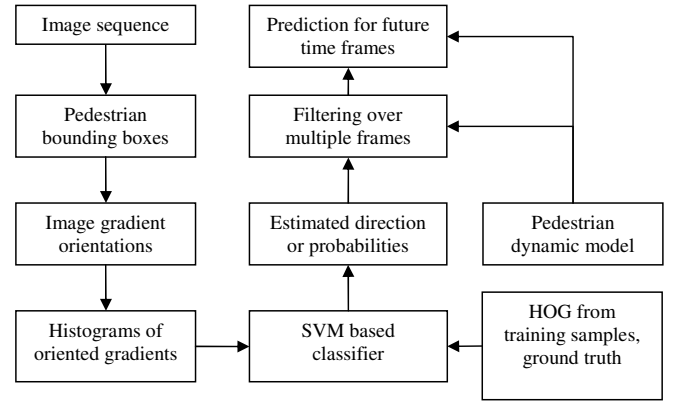 Image sequence
Pedestrian
bounding boxes
Image gradient
orientations
Histograms of
oriented gradients
Prediction for future
time frames
Filtering over
multiple frames
Estimated direction
or probabilities
SVM based
classifier
Pedestrian
dynamic model
HOG from
training samples,
ground truth